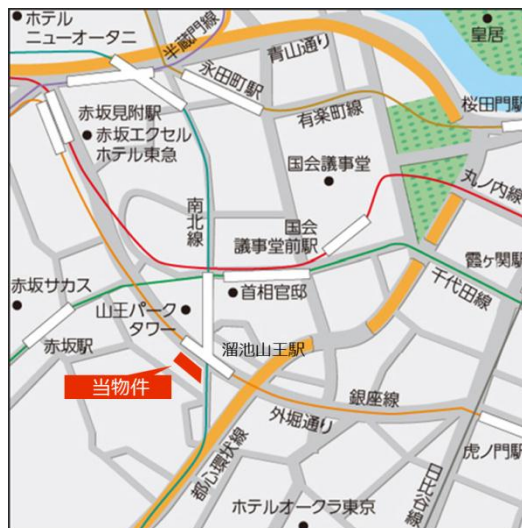 ホテル
ニューオータニ
半蔵門線
青山通り
皇居
永田町駅
桜田門駅
有楽町線
赤坂見附駅
赤坂エクセル
ホテル東急
国会議事堂
丸ノ内線
南北線
国会
議事堂前駅
霞ヶ関駅
千代田線
赤坂サカス
首相官邸
山王パーク
タワー
赤坂駅
溜池山王駅
当物件
銀座線
外堀通り
都心環状線
虎ノ門駅
日比谷線
ホテルオークラ東京